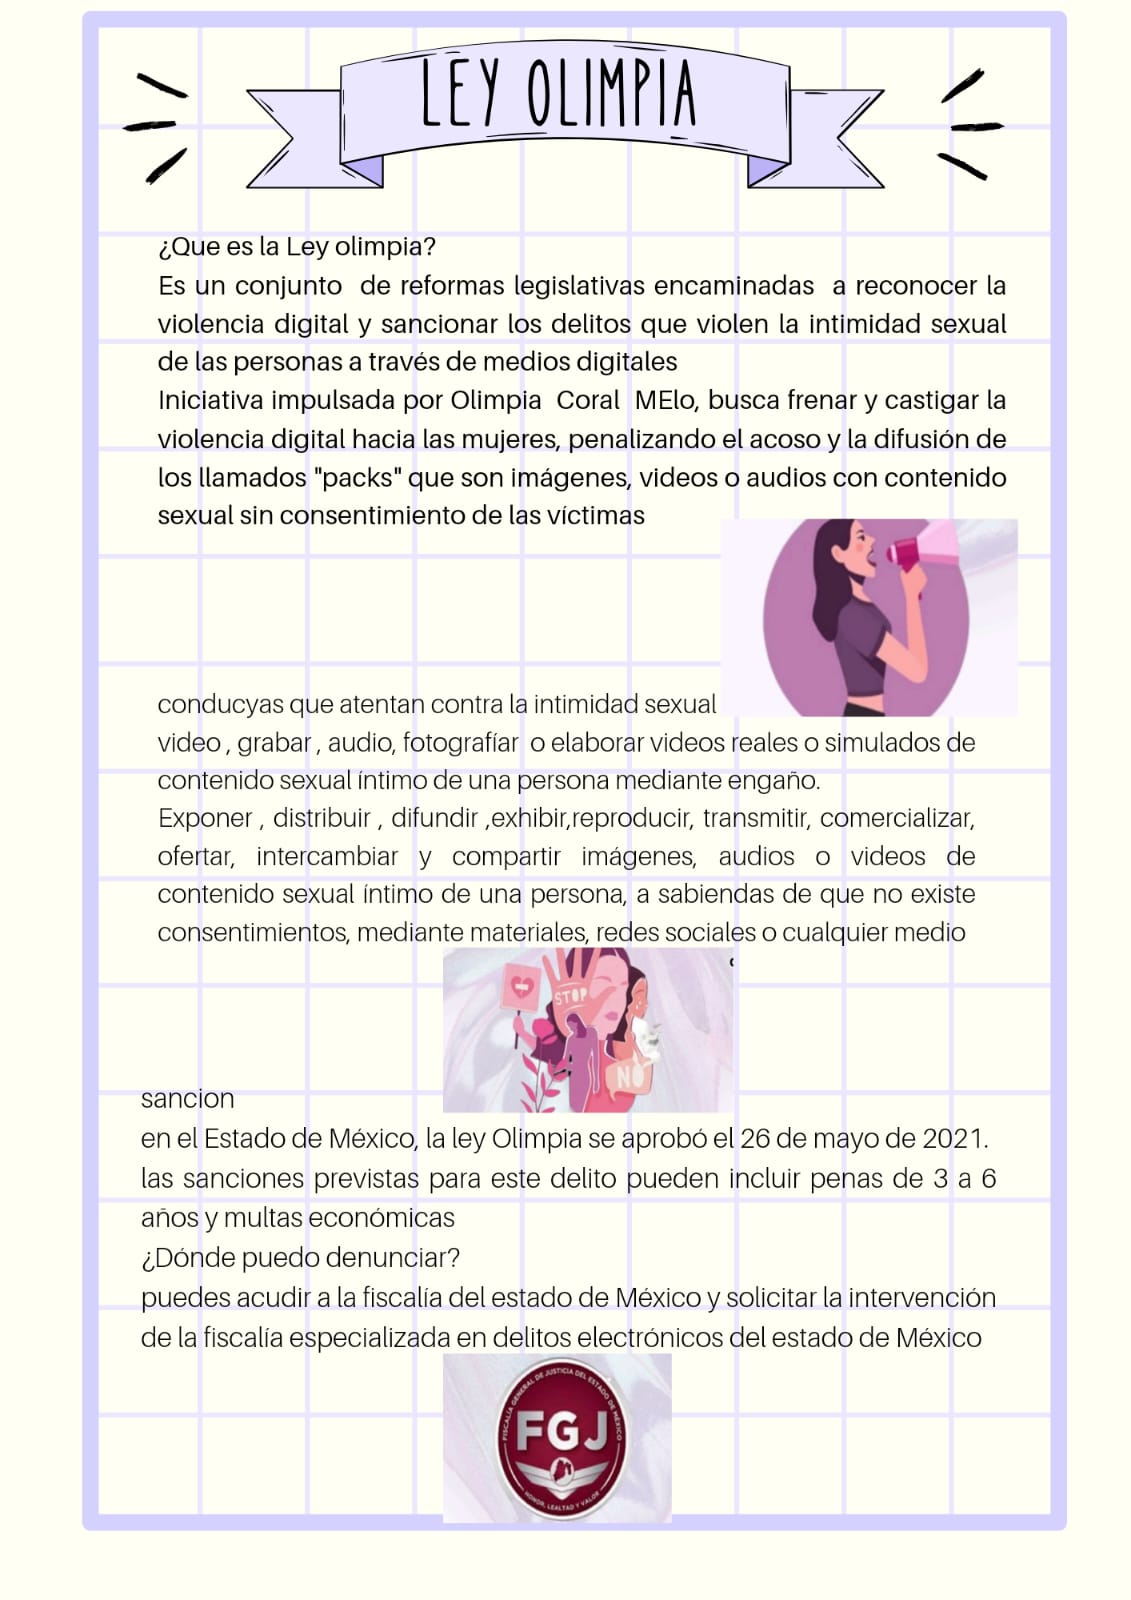 LEY OLIMPIA
¿Que es la Ley olimpia?
Es un conjunto de reformas legislativas encaminadas a reconocer la
violencia digital y sancionar los delitos que violen la intimidad sexual
de las personas a través de medios digitales
Iniciativa impulsada por Olimpia Coral MElo, busca frenar y castigar la
violencia digital hacia las mujeres, penalizando el acoso y la difusión de
los llamados "packs" que son imágenes, videos o audios con contenido
sexual sin consentimiento de las víctimas
conducyas que atentan contra la intimidad sexual
video , grabar , audio, fotografíar o elaborar videos reales o simulados de
contenido sexual íntimo de una persona mediante engaño.
Exponer , distribuir , difundir ,exhibir,reproducir, transmitir, comercializar,
ofertar, intercambiar y compartir imágenes, audios o videos de
contenido sexual íntimo de una persona, a sabiendas de que no existe
consentimientos, mediante materiales, redes sociales o cualquier medio
STOP
NO
sancion
en el Estado de México, la ley Olimpia se aprobó el 26 de mayo de 2021.
las sanciones previstas para este delito pueden incluir penas de 3 a 6
años y multas económicas
¿Dónde puedo denunciar?
puedes acudir a la fiscalía del estado de México y solicitar la intervención
de la fiscalía especializada en delitos electrónicos del estado de México
FISCALÍA GENERAL DE JUSTICIA DEL ESTADO DE MÉXICO
FGJ
HONOR, LEALTAD Y VALOR